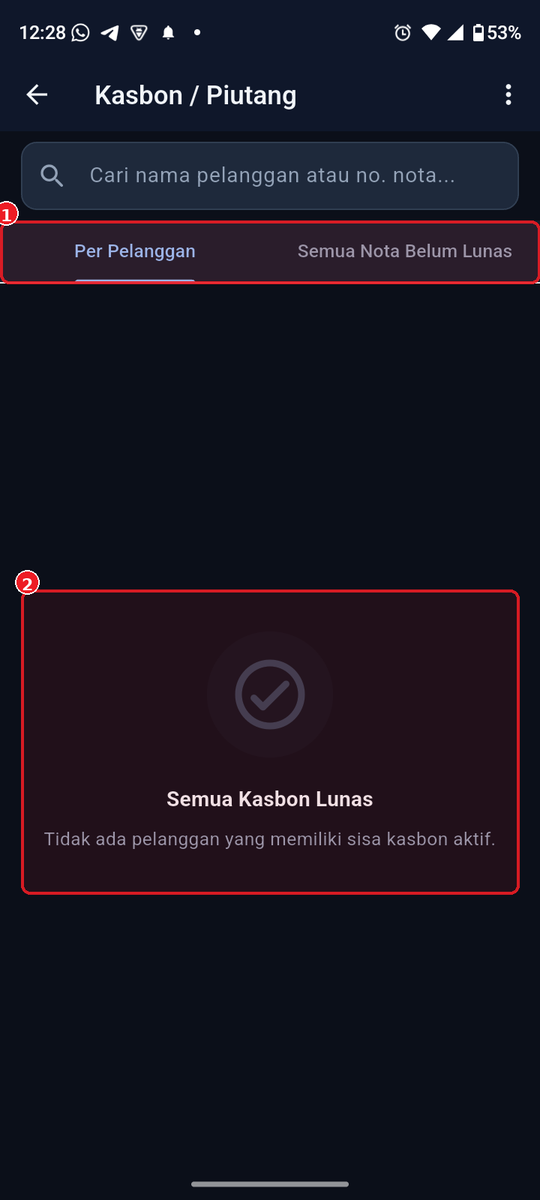 12:28
53%
Kasbon / Piutang
Cari nama pelanggan atau no. nota...
1
Per Pelanggan
Semua Nota Belum Lunas
2
Semua Kasbon Lunas
Tidak ada pelanggan yang memiliki sisa kasbon aktif.